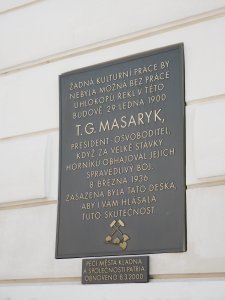 ŽÁDNÁ KULTURNÍ PRÁCE BY
NEBYLA MOŽNÁ BEZ PRÁCE
UHLOKOPŮ ŘEKL V TÉTO
BUDOVĚ 29. LEDNA 1900
T. G. MASARYK,
PRESIDENT-OSVOBODITEL,
KDYŽ ZA VELKÉ STÁVKY
HORNÍKŮ OBHAJOVAL JEJICH
SPRAVEDLIVÝ BOJ.
8. BŘEZNA 1936
ZASAZENA BYLA TATO DESKA,
ABY I VÁM HLÁSALA
TUTO SKUTEČNOST
PÉČÍ MĚSTA KLADNA
A SPOLEČNOSTI PATRIA
OBNOVENO 8.3.2000